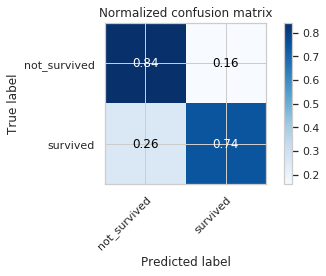 Normalized confusion matrix
True label
not_survived
survived
0.84
0.16
0.26
0.74
not_survived
survived
Predicted label
0.8
0.7
0.6
0.5
0.4
0.3
0.2